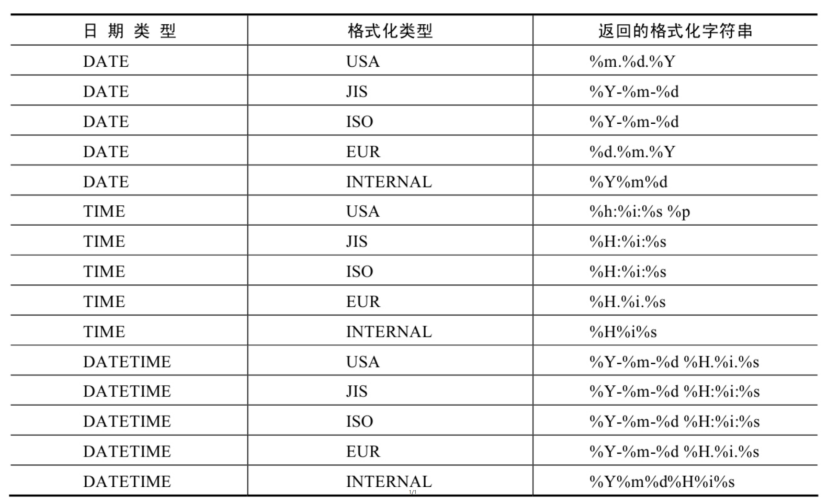 日 期 类 型 格式化类型 返回的格式化字符串
DATE USA %m.%d.%Y
DATE JIS %Y-%m-%d
DATE ISO %Y-%m-%d
DATE EUR %d.%m.%Y
DATE INTERNAL %Y%m%d
TIME USA %h:%i:%s %p
TIME JIS %H:%i:%s
TIME ISO %H:%i:%s
TIME EUR %H.%i.%s
TIME INTERNAL %H%i%s
DATETIME USA %Y-%m-%d %H.%i.%s
DATETIME JIS %Y-%m-%d %H:%i:%s
DATETIME ISO %Y-%m-%d %H:%i:%s
DATETIME EUR %Y-%m-%d %H.%i.%s
DATETIME INTERNAL %Y%m%d%H%i%s